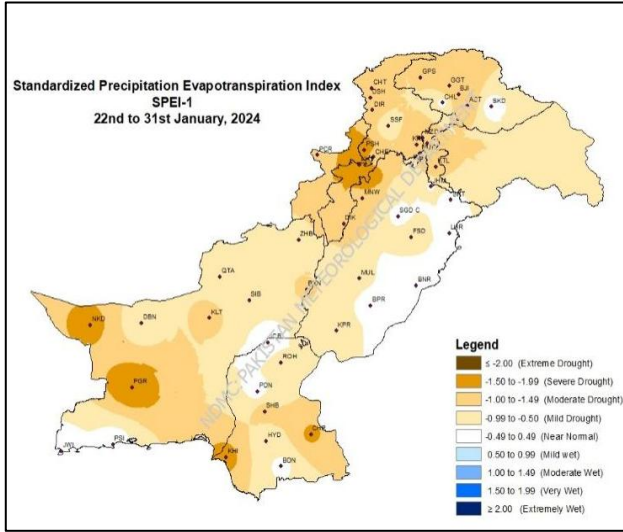 Standardized Precipitation Evapotranspiration Index
SPEI-1
22nd to 31st January, 2024
GPS
CHT
GGT
DSH
BJI
DIR
CHL
AZT
SKD
SSF
PSH
PCR
CHE
MNW
SGD C
DIK
LHR
FSD
ZHB
QTA
MUL
BNR
SIB
BPR
NKD
DBN
KLT
KPR
ROH
PGR
PDN
SHB
HYD
CHR
PSI
JWI
KHI
BDN
NDMC, PAKISTAN METEOROLOGICAL DEPARTMENT
Legend
≤ -2.00 (Extreme Drought)
-1.50 to -1.99 (Severe Drought)
-1.00 to -1.49 (Moderate Drought)
-0.99 to -0.50 (Mild Drought)
-0.49 to 0.49 (Near Normal)
0.50 to 0.99 (Mild wet)
1.00 to 1.49 (Moderate Wet)
1.50 to 1.99 (Very Wet)
≥ 2.00 (Extremely Wet)